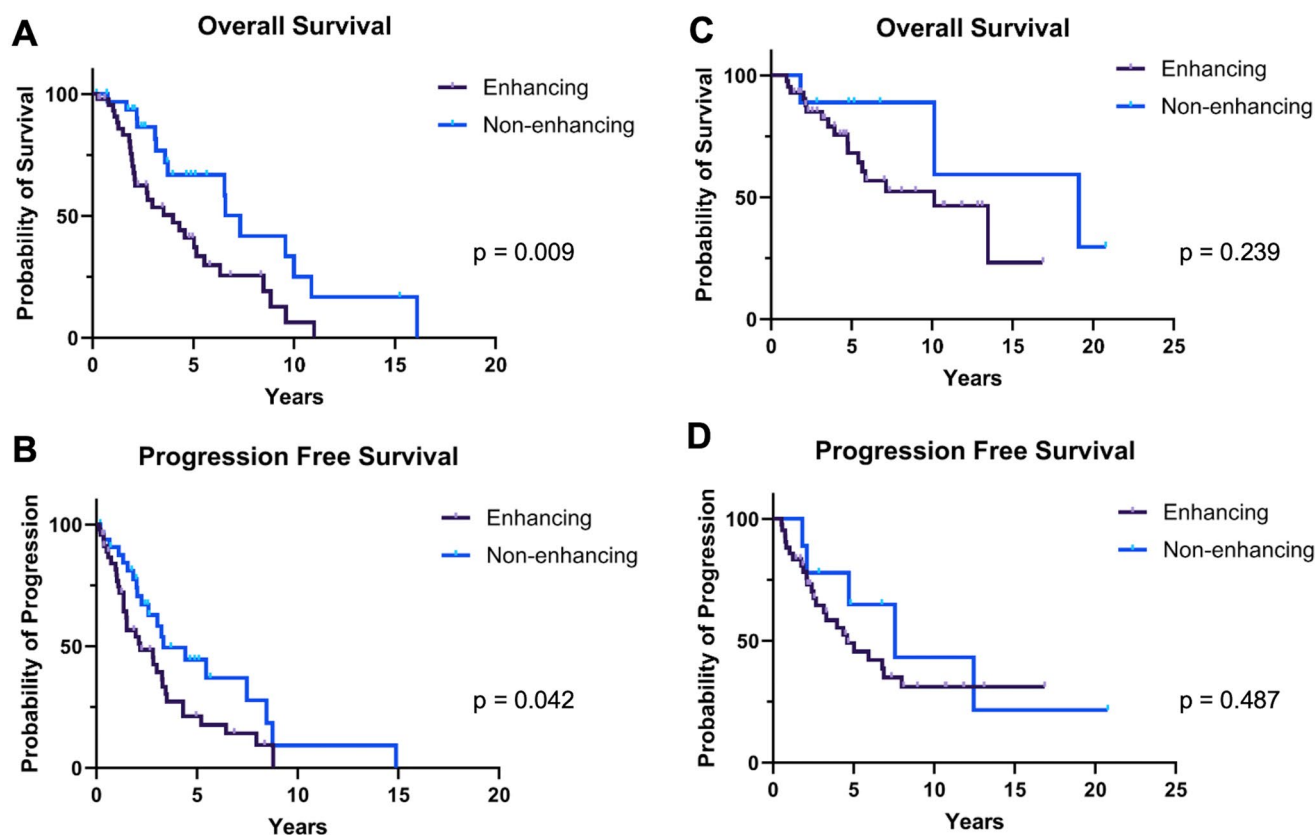 A
Overall Survival
Probability of Survival
100
50
0
0 5 10 15 20
Years
Enhancing
Non-enhancing
p = 0.009
C
Overall Survival
Probability of Survival
100
50
0
0 5 10 15 20 25
Years
Enhancing
Non-enhancing
p = 0.239
B
Progression Free Survival
Probability of Progression
100
50
0
0 5 10 15 20
Years
Enhancing
Non-enhancing
p = 0.042
D
Progression Free Survival
Probability of Progression
100
50
0
0 5 10 15 20 25
Years
Enhancing
Non-enhancing
p = 0.487